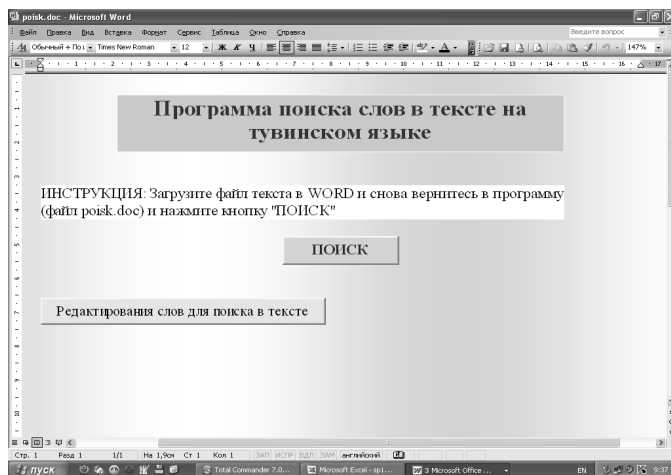 poisk.doc - Microsoft Word
Файл Правка Вид Вставка Формат Сервис Таблица Окно Справка
Введите вопрос
Times New Roman 12 Ж К Ч 147%
Программа поиска слов в тексте на
тувинском языке
ИНСТРУКЦИЯ: Загрузите файл текста в WORD и снова вернитесь в программу
(файл poisk.doc) и нажмите кнопку "ПОИСК"
ПОИСК
Редактирования слов для поиска в тексте
Стр. 1 Разд 1 1/1 На 1,9см Ст 1 Кол 1 ЗАП ИСПР ВДЛ ЗАМ английский
пуск Total Commander 7.0... Microsoft Excel - sp1... 3 Microsoft Office ... EN 9:37